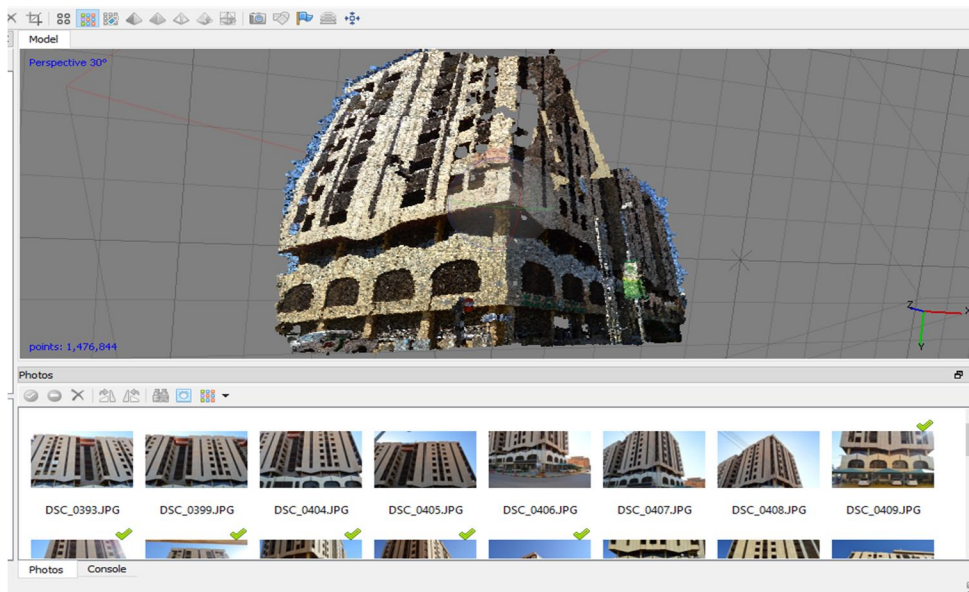 Model
Perspective 30°
Z
X
Y
points: 1,476,844
Photos
DSC_0393.JPG
DSC_0399.JPG
DSC_0404.JPG
DSC_0405.JPG
DSC_0406.JPG
DSC_0407.JPG
DSC_0408.JPG
DSC_0409.JPG
Photos
Console